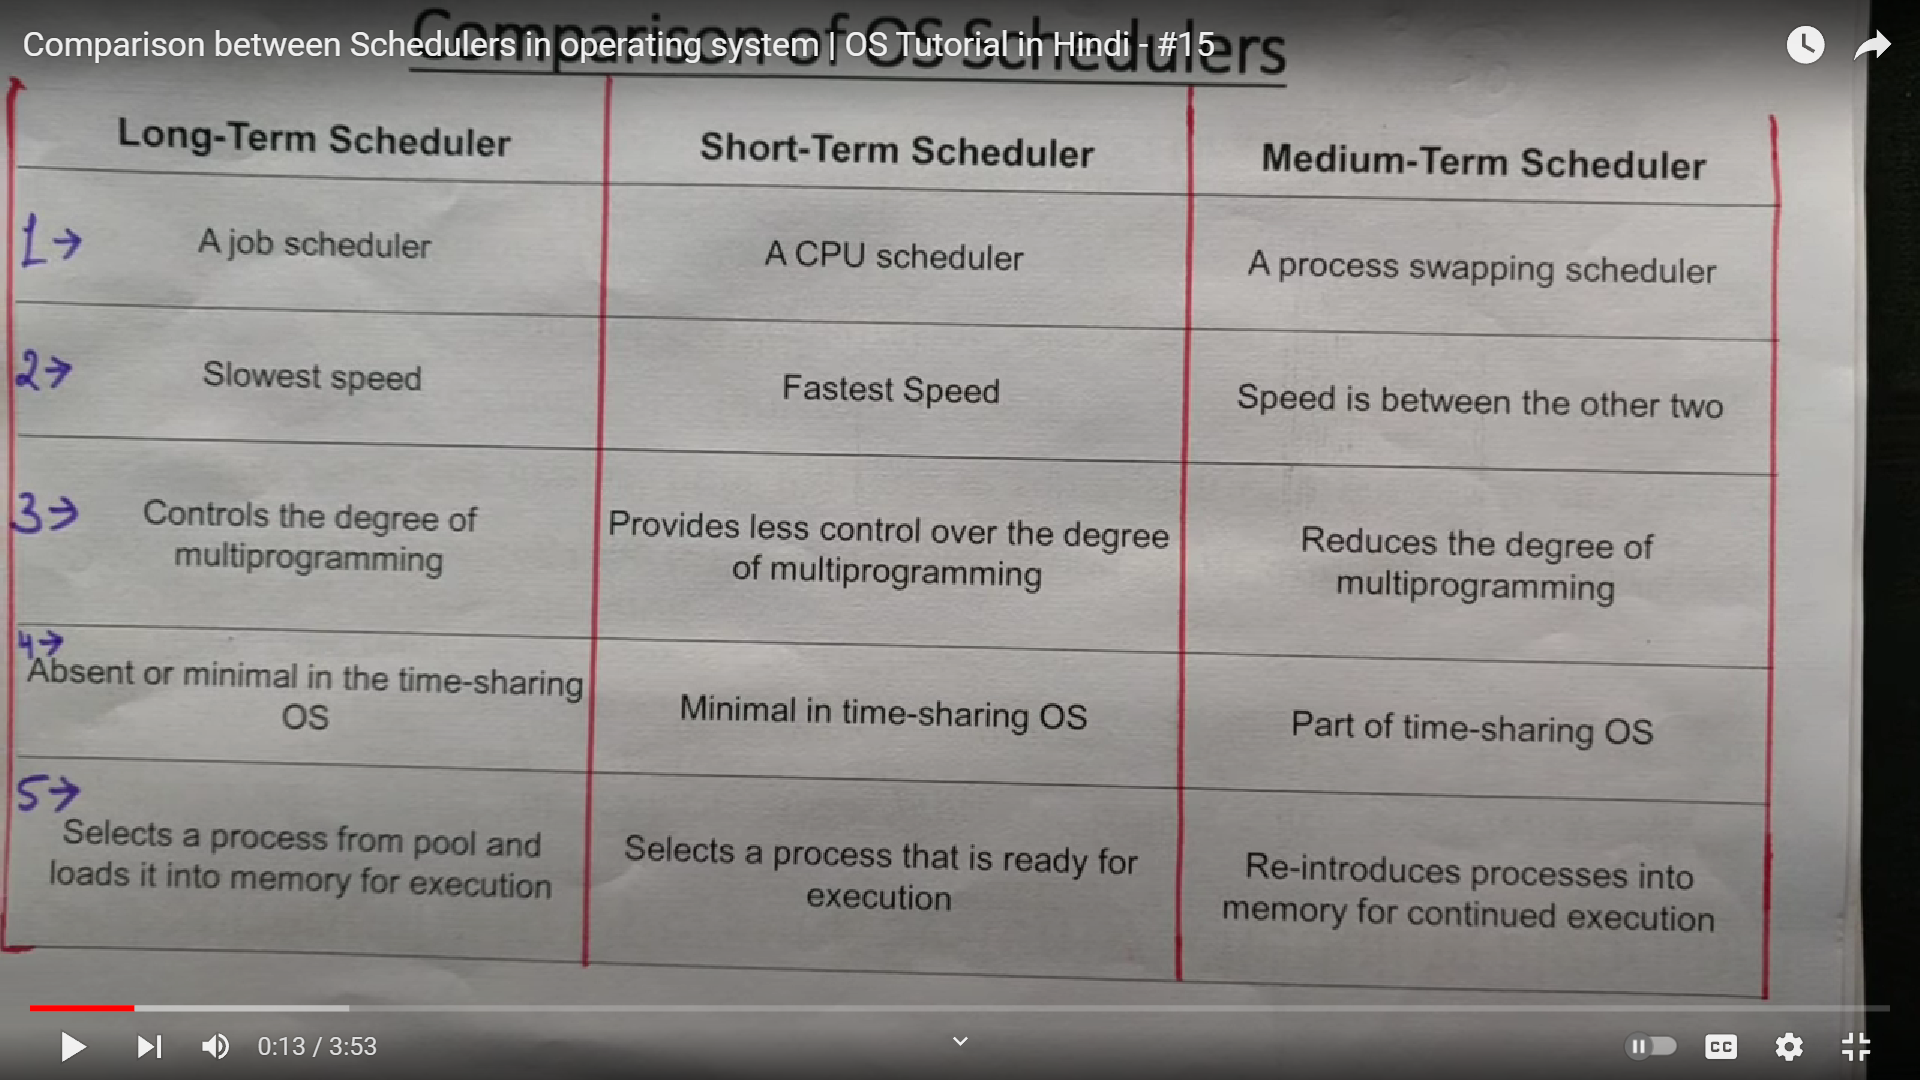 Comparison of OS Schedulers
Comparison between Schedulers in operating system | OS Tutorial in Hindi - #15
Long-Term Scheduler
Short-Term Scheduler
Medium-Term Scheduler
1→
A job scheduler
A CPU scheduler
A process swapping scheduler
2→
Slowest speed
Fastest Speed
Speed is between the other two
3→
Controls the degree of
multiprogramming
Provides less control over the degree
of multiprogramming
Reduces the degree of
multiprogramming
4→
Absent or minimal in the time-sharing
OS
Minimal in time-sharing OS
Part of time-sharing OS
5→
Selects a process from pool and
loads it into memory for execution
Selects a process that is ready for
execution
Re-introduces processes into
memory for continued execution
0:13 / 3:53
CC